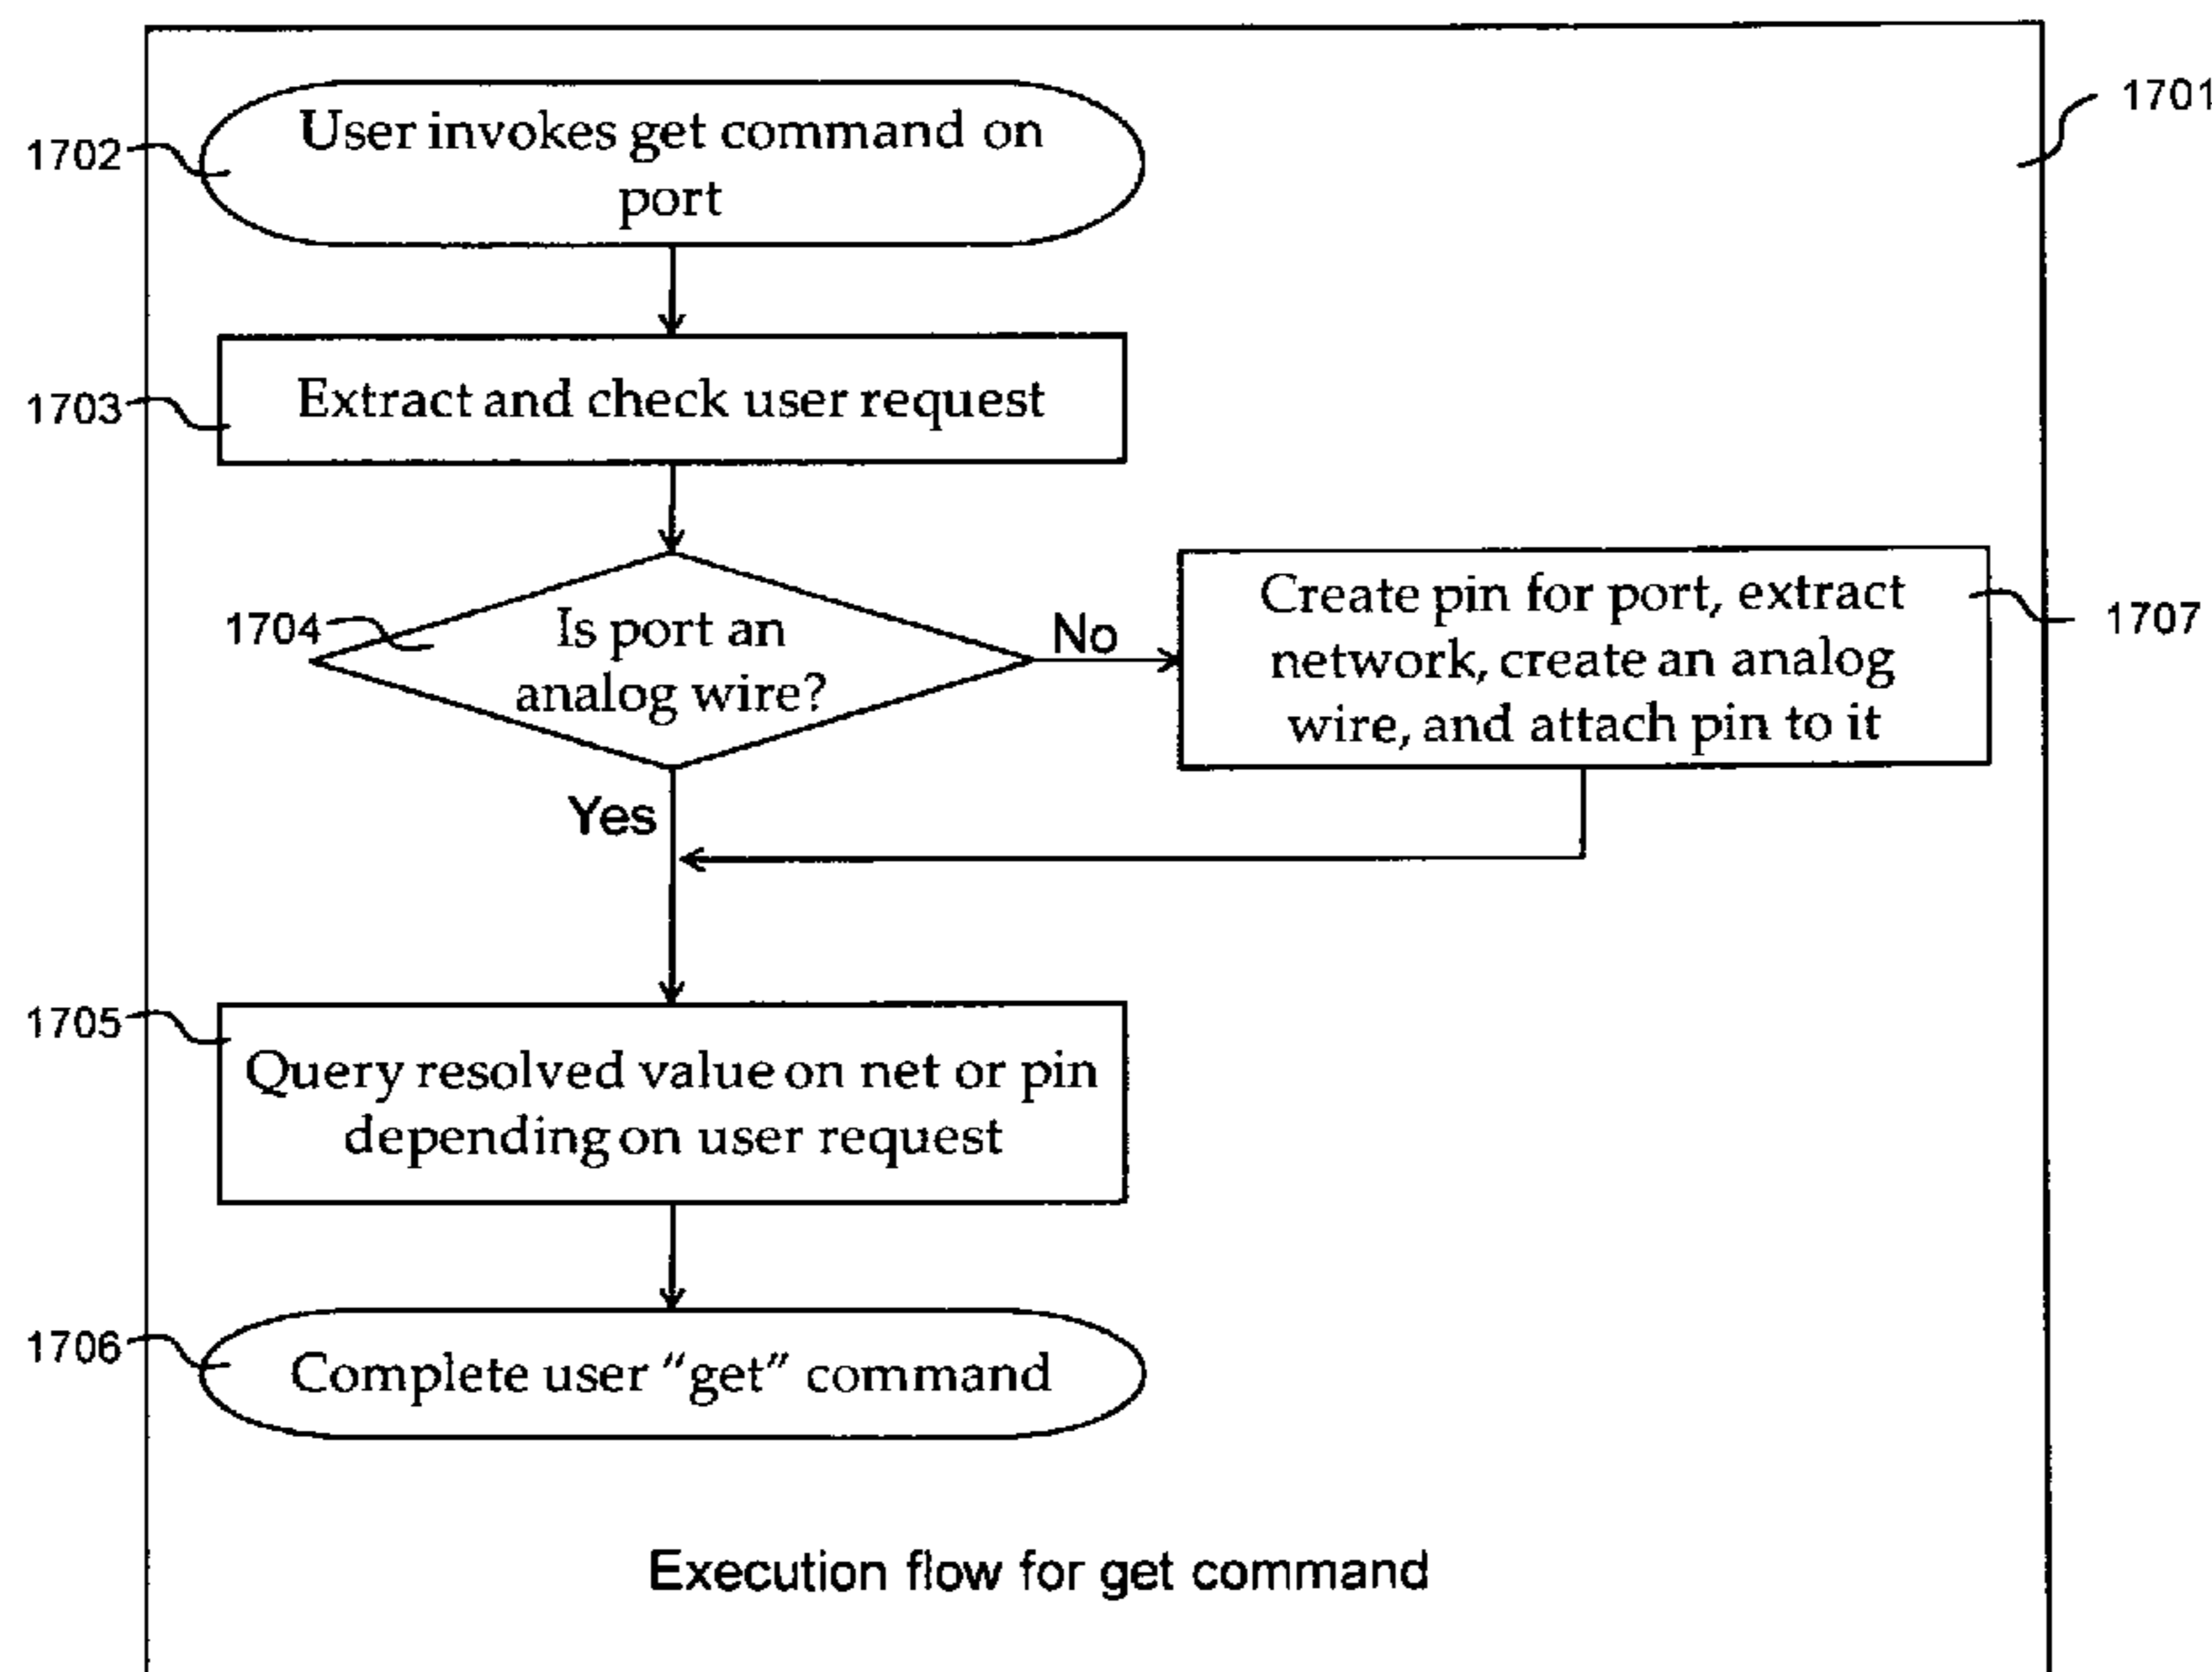 1701
User invokes get command on
port
1702
Extract and check user request
1703
Is port an
analog wire?
1704
No
Create pin for port, extract
network, create an analog
wire, and attach pin to it
1707
Yes
1705
Query resolved value on net or pin
depending on user request
1706
Complete user "get" command
Execution flow for get command